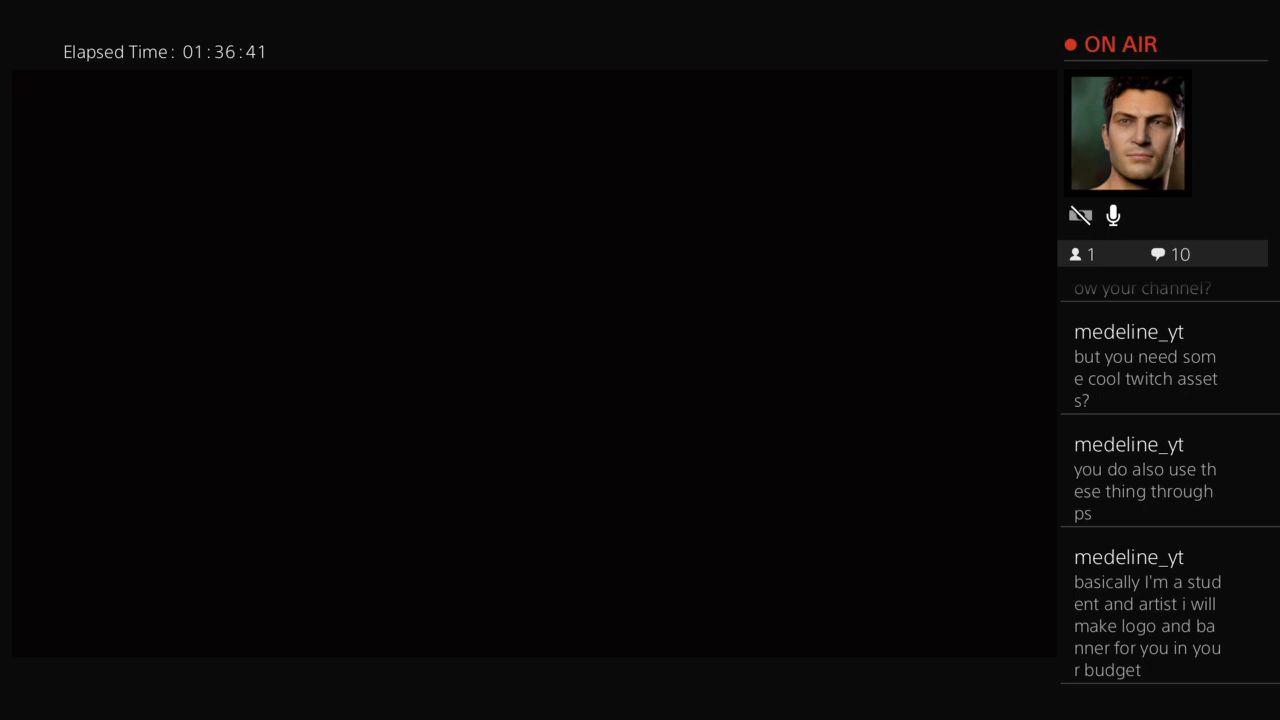 Elapsed Time: 01:36:41
ON AIR
1
10
ow your channel?
medeline_yt
but you need som
e cool twitch asset
s?
medeline_yt
you do also use th
ese thing through
ps
medeline_yt
basically I'm a stud
ent and artist i will
make logo and ba
nner for you in you
r budget